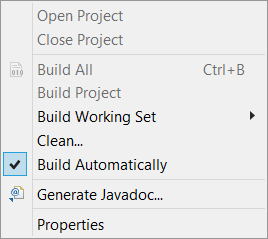 Open Project
Close Project
Build All Ctrl+B
Build Project
Build Working Set
Clean...
Build Automatically
Generate Javadoc...
Properties